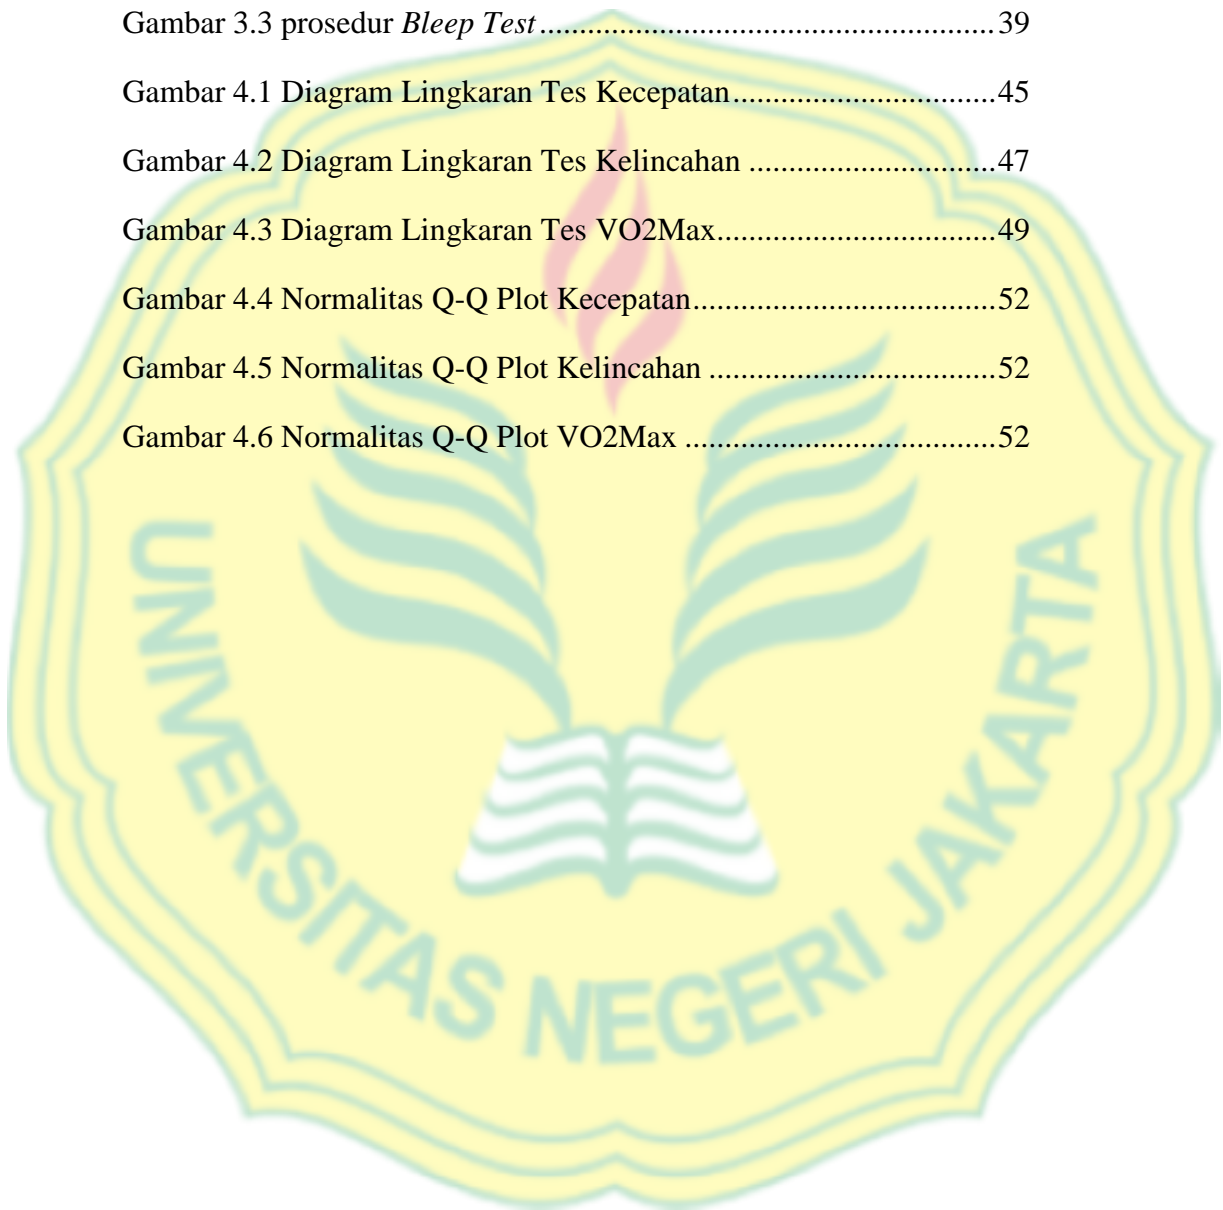 Gambar 3.3 prosedur Bleep Test........................................................39
Gambar 4.1 Diagram Lingkaran Tes Kecepatan................................45
Gambar 4.2 Diagram Lingkaran Tes Kelincahan ..............................47
Gambar 4.3 Diagram Lingkaran Tes VO2Max..................................49
Gambar 4.4 Normalitas Q-Q Plot Kecepatan.....................................52
Gambar 4.5 Normalitas Q-Q Plot Kelincahan ...................................52
Gambar 4.6 Normalitas Q-Q Plot VO2Max ......................................52
UNIVERSITAS NEGERI JAKARTA